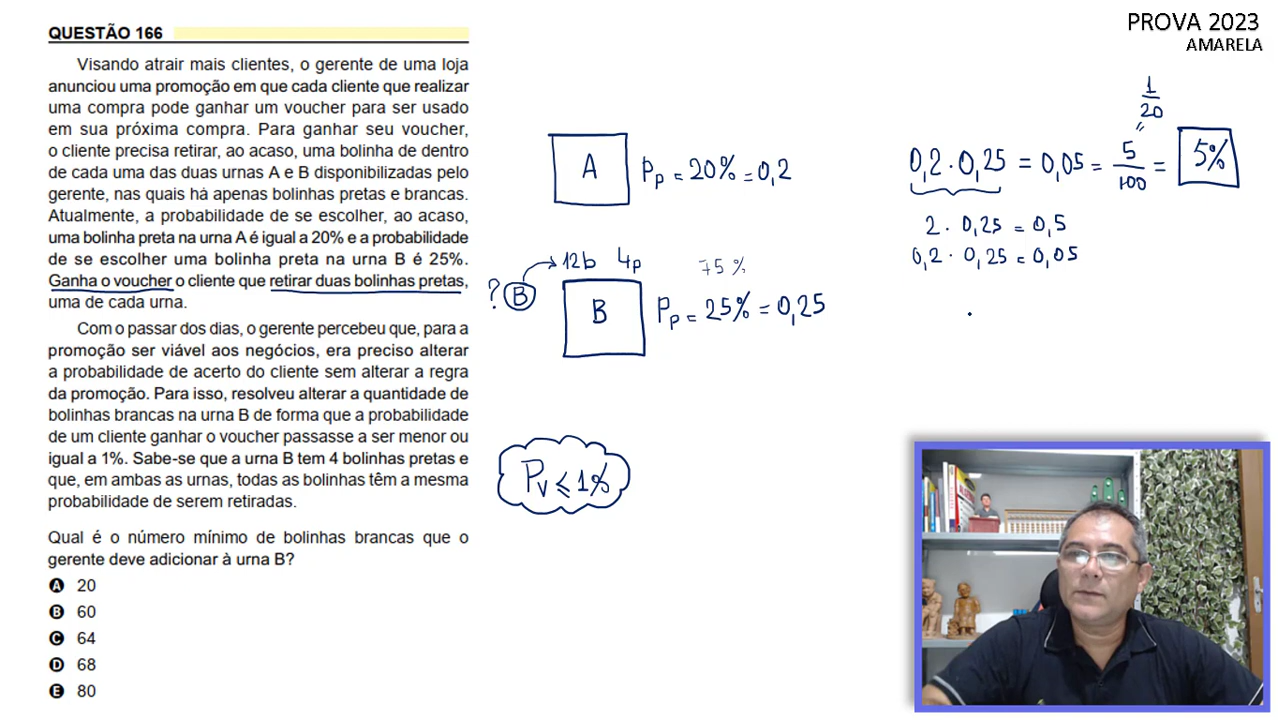 QUESTÃO 166
Visando atrair mais clientes, o gerente de uma loja
anunciou uma promoção em que cada cliente que realizar
uma compra pode ganhar um voucher para ser usado
em sua próxima compra. Para ganhar seu voucher,
o cliente precisa retirar, ao acaso, uma bolinha de dentro
de cada uma das duas urnas A e B disponibilizadas pelo
gerente, nas quais há apenas bolinhas pretas e brancas.
Atualmente, a probabilidade de se escolher, ao acaso,
uma bolinha preta na urna A é igual a 20% e a probabilidade
de se escolher uma bolinha preta na urna B é 25%.
Ganha o voucher o cliente que retirar duas bolinhas pretas,
uma de cada urna.
Com o passar dos dias, o gerente percebeu que, para a
promoção ser viável aos negócios, era preciso alterar
a probabilidade de acerto do cliente sem alterar a regra
da promoção. Para isso, resolveu alterar a quantidade de
bolinhas brancas na urna B de forma que a probabilidade
de um cliente ganhar o voucher passasse a ser menor ou
igual a 1%. Sabe-se que a urna B tem 4 bolinhas pretas e
que, em ambas as urnas, todas as bolinhas têm a mesma
probabilidade de serem retiradas.
Qual é o número mínimo de bolinhas brancas que o
gerente deve adicionar à urna B?
A 20
B 60
C 64
D 68
E 80
A Pp = 20% = 0,2
? B 12b 4p 75%
B Pp = 25% = 0,25
Pv ⩽ 1%
PROVA 2023
AMARELA
1
20
"
0,2 . 0,25 = 0,05 = 5/100 = 5%
2 . 0,25 = 0,5
0,2 . 0,25 = 0,05